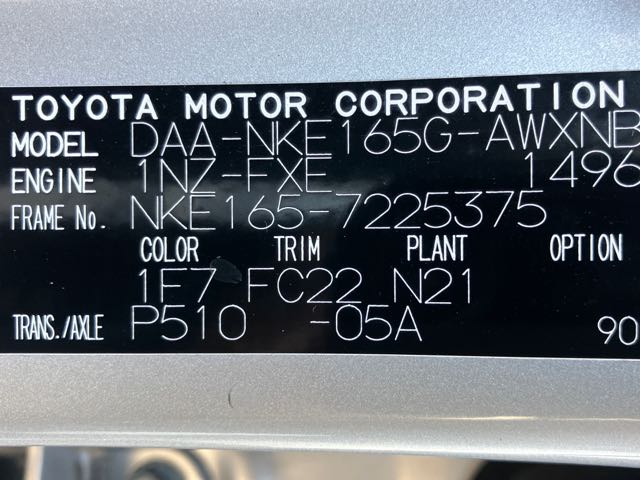 TOYOTA MOTOR CORPORATION
MODEL DAA-NKE165G-AWXNB
ENGINE 1NZ-FXE 1496
FRAME No. NKE165-7225375
COLOR TRIM PLANT OPTION
1F7 FC22 N21
TRANS./AXLE P510 -05A 90